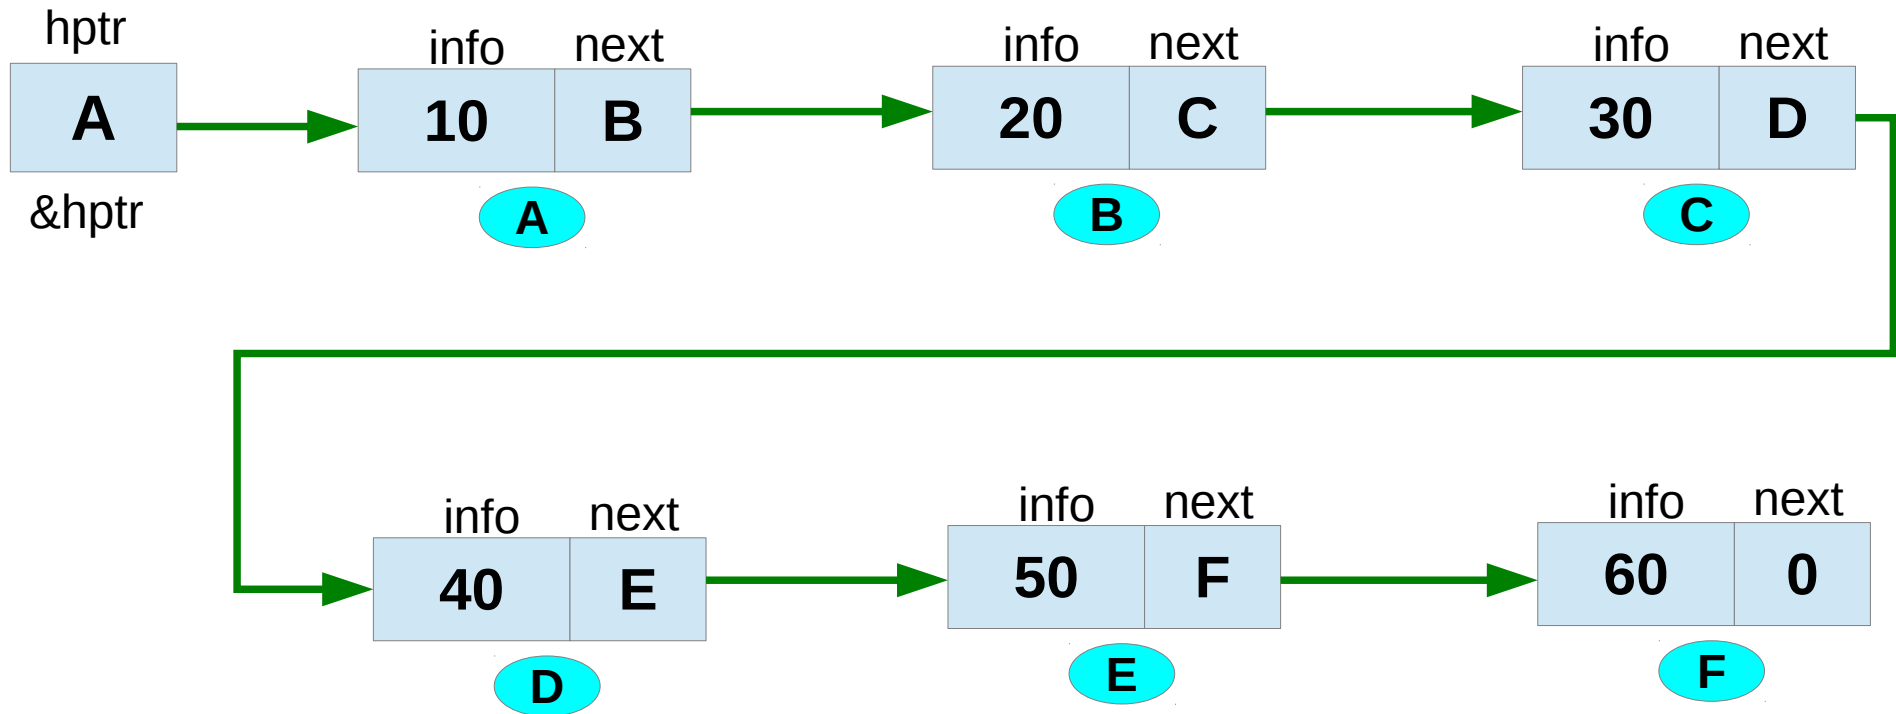 hptr info next info next info next
A 10 B 20 C 30 D
&hptr A B C
info next info next info next
40 E 50 F 60 0
D E F